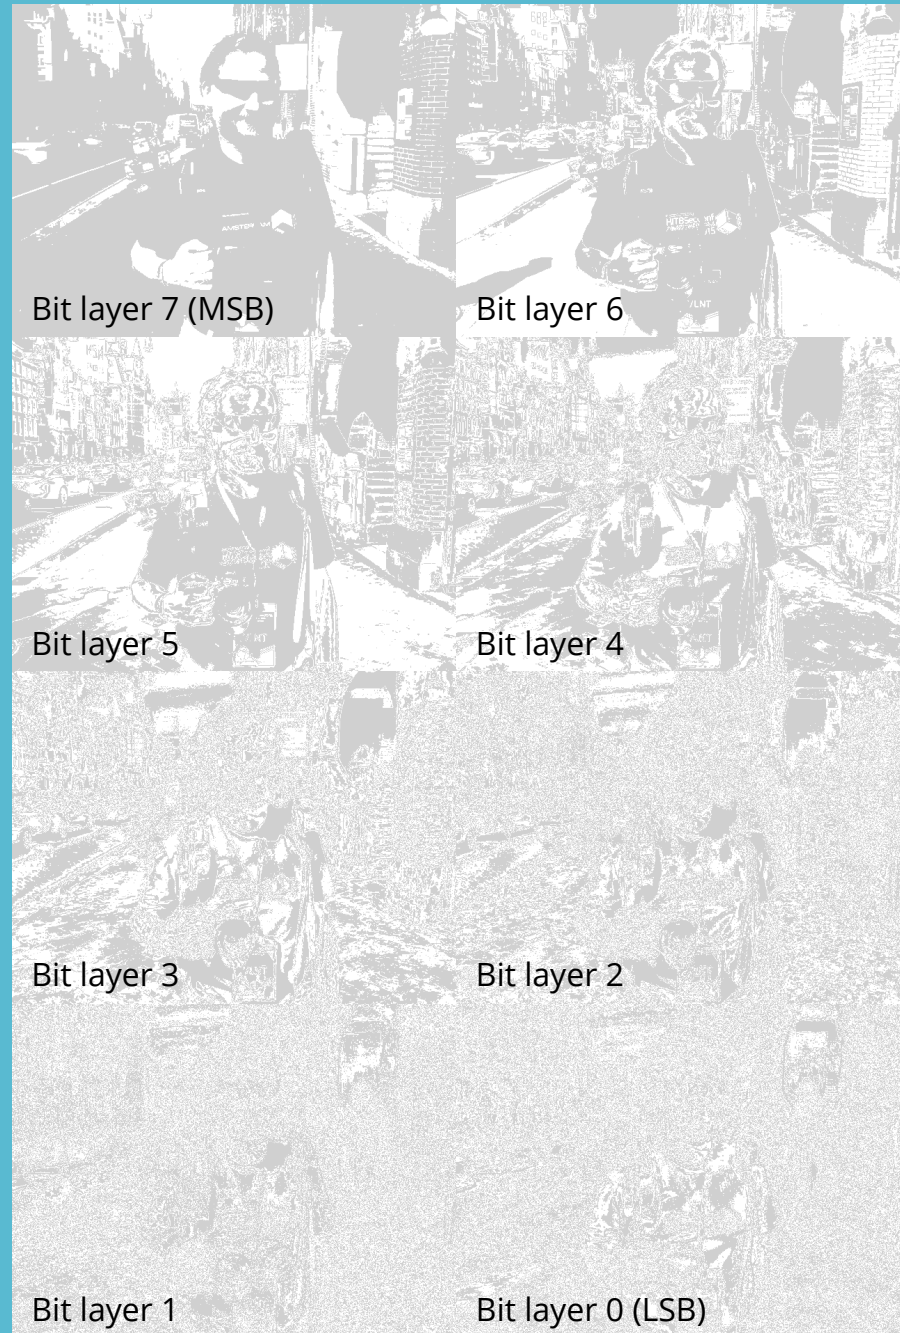 Bit layer 7 (MSB)
Bit layer 6
Bit layer 5
Bit layer 4
Bit layer 3
Bit layer 2
Bit layer 1
Bit layer 0 (LSB)